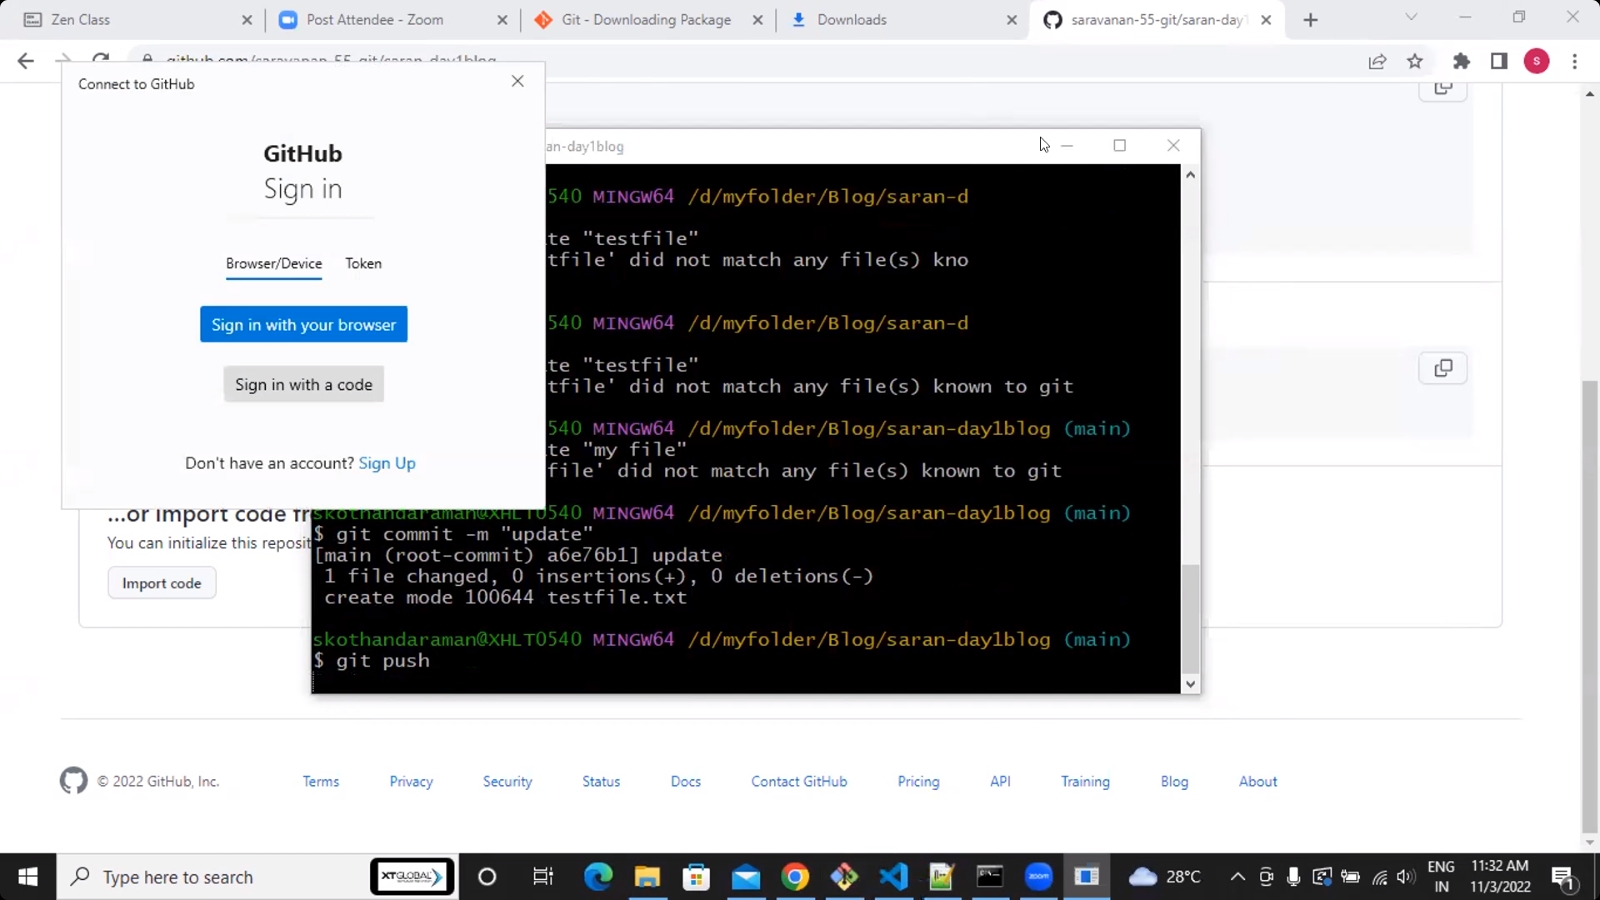 Zen Class
Post Attendee - Zoom
Git - Downloading Package
Downloads
saravanan-55-git/saran-day1
github.com/saravanan-55-git/saran-day1blog
S
Connect to GitHub
GitHub
Sign in
Browser/Device Token
Sign in with your browser
Sign in with a code
Don't have an account? Sign Up
an-day1blog
540 MINGW64 /d/myfolder/Blog/saran-d
te "testfile"
tfile' did not match any file(s) kno
540 MINGW64 /d/myfolder/Blog/saran-d
te "testfile"
tfile' did not match any file(s) known to git
540 MINGW64 /d/myfolder/Blog/saran-day1blog (main)
te "my file"
file' did not match any file(s) known to git
skothandaraman@XHLT0540 MINGW64 /d/myfolder/Blog/saran-day1blog (main)
$ git commit -m "update"
[main (root-commit) a6e76b1] update
1 file changed, 0 insertions(+), 0 deletions(-)
create mode 100644 testfile.txt
skothandaraman@XHLT0540 MINGW64 /d/myfolder/Blog/saran-day1blog (main)
$ git push
...or import code fr
You can initialize this reposit
Import code
© 2022 GitHub, Inc. Terms Privacy Security Status Docs Contact GitHub Pricing API Training Blog About
Type here to search
XTGLOBAL
zoom
28°C
ENG
IN
11:32 AM
11/3/2022
1